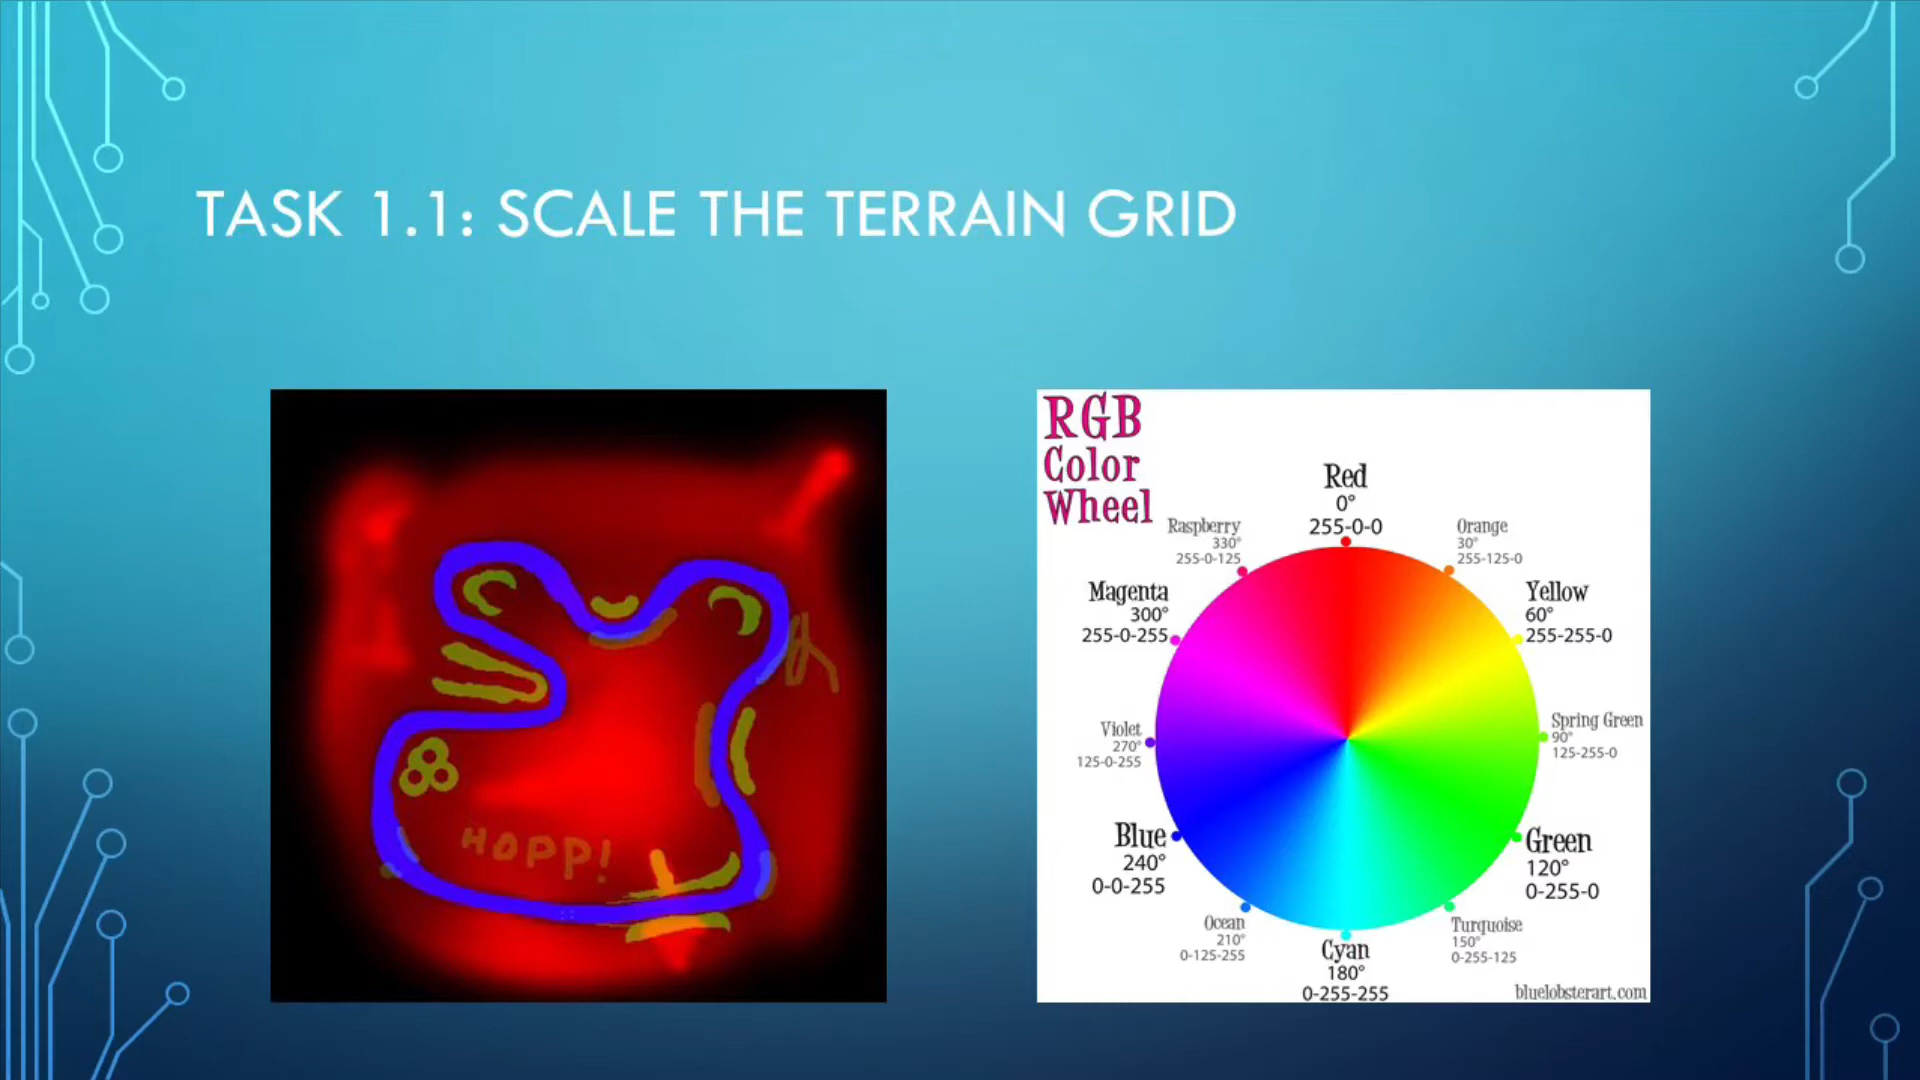 TASK 1.1: SCALE THE TERRAIN GRID
HOPP!
RGB
Color
Wheel
Red
0°
255-0-0
Raspberry
330°
255-0-125
Orange
30°
255-125-0
Magenta
300°
255-0-255
Yellow
60°
255-255-0
Violet
270°
125-0-255
Spring Green
90°
125-255-0
Blue
240°
0-0-255
Green
120°
0-255-0
Ocean
210°
0-125-255
Turquoise
150°
0-255-125
Cyan
180°
0-255-255
bluelobsterart.com